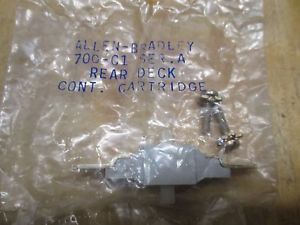 ALLEN-BRADLEY
700-C1 SER.A
REAR DECK
CONT. CARTRIDGE